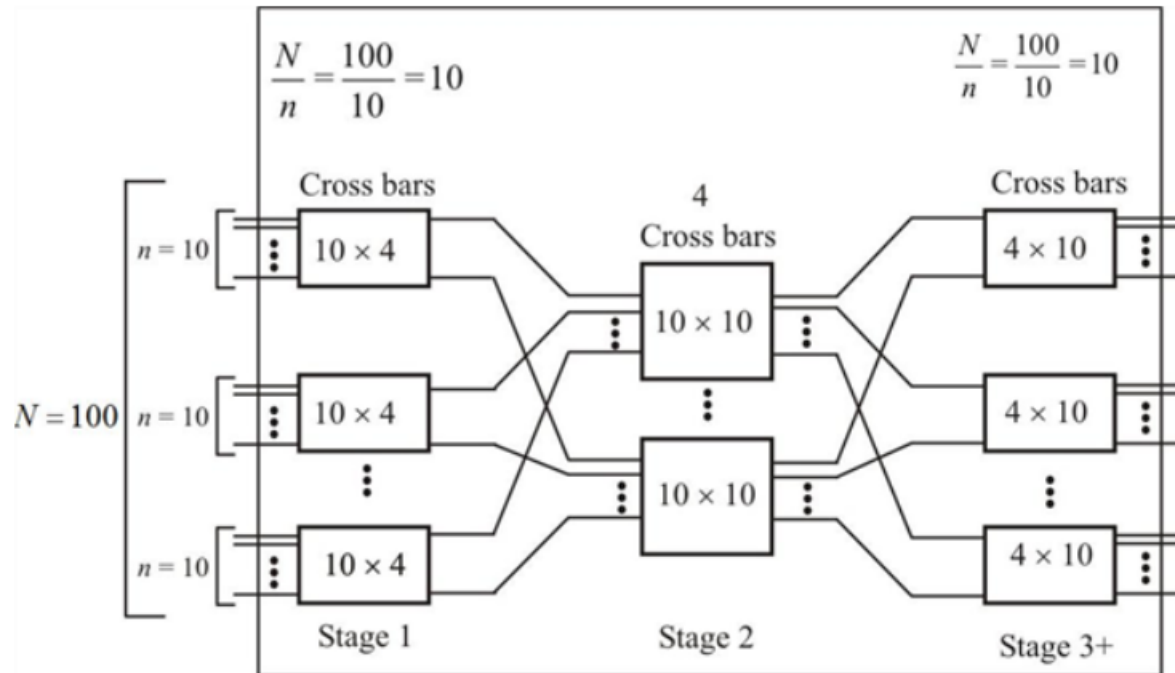 N/n = 100/10 = 10
N/n = 100/10 = 10
Cross bars
4
Cross bars
Cross bars
n = 10
10 × 4
10 × 10
4 × 10
N = 100
n = 10
10 × 4
4 × 10
10 × 10
n = 10
10 × 4
4 × 10
Stage 1
Stage 2
Stage 3+